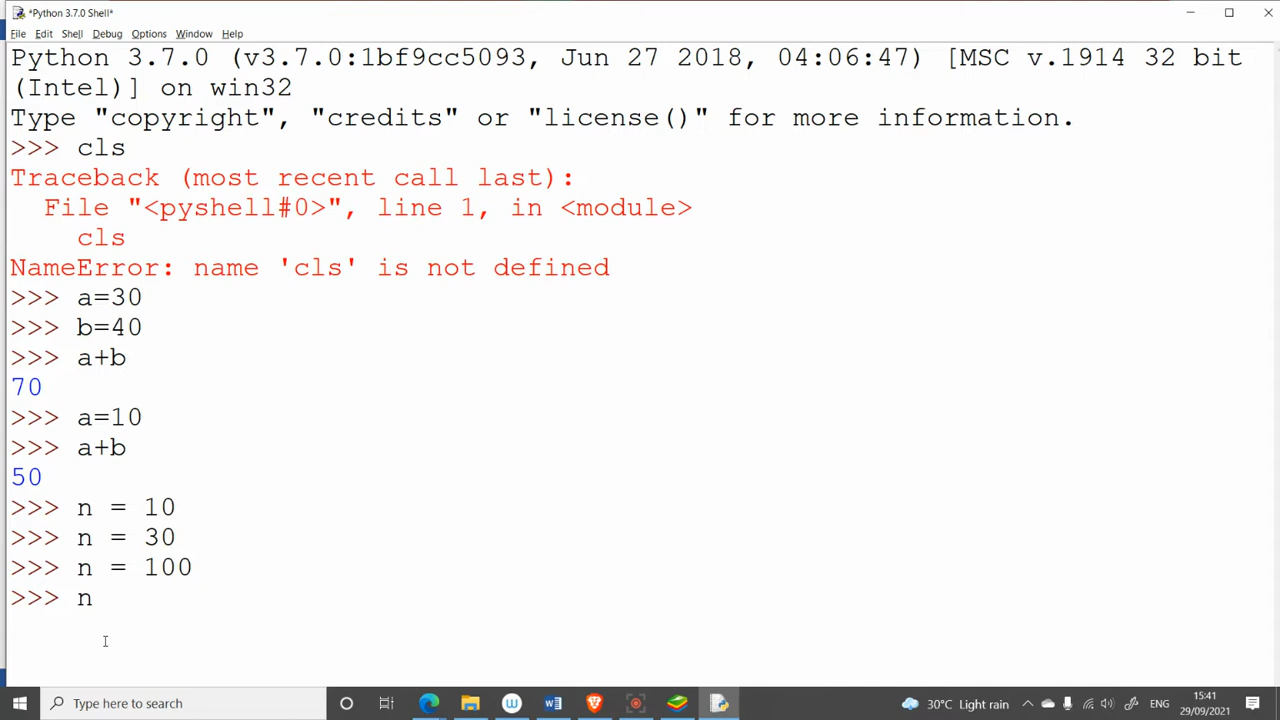 *Python 3.7.0 Shell*
File Edit Shell Debug Options Window Help
Python 3.7.0 (v3.7.0:1bf9cc5093, Jun 27 2018, 04:06:47) [MSC v.1914 32 bit
(Intel)] on win32
Type "copyright", "credits" or "license()" for more information.
>>> cls
Traceback (most recent call last):
  File "<pyshell#0>", line 1, in <module>
    cls
NameError: name 'cls' is not defined
>>> a=30
>>> b=40
>>> a+b
70
>>> a=10
>>> a+b
50
>>> n = 10
>>> n = 30
>>> n = 100
>>> n
Type here to search
30°C Light rain
ENG
15:41
29/09/2021